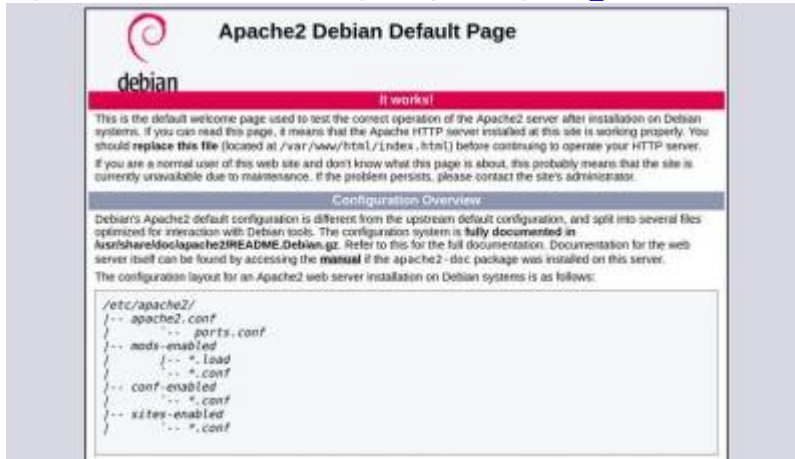 Apache2 Debian Default Page
debian
It works!
This is the default welcome page used to test the correct operation of the Apache2 server after installation on Debian
systems. If you can read this page, it means that the Apache HTTP server installed at this site is working properly. You
should replace this file (located at /var/www/html/index.html) before continuing to operate your HTTP server.
If you are a normal user of this web site and don't know what this page is about, this probably means that the site is
currently unavailable due to maintenance. If the problem persists, please contact the site's administrator.
Configuration Overview
Debian's Apache2 default configuration is different from the upstream default configuration, and split into several files
optimized for interaction with Debian tools. The configuration system is fully documented in
/usr/share/doc/apache2/README.Debian.gz. Refer to this for the full documentation. Documentation for the web
server itself can be found by accessing the manual if the apache2-doc package was installed on this server.
The configuration layout for an Apache2 web server installation on Debian systems is as follows:
/etc/apache2/
|-- apache2.conf
|       `--  ports.conf
|-- mods-enabled
|       |-- *.load
|       `-- *.conf
|-- conf-enabled
|       `-- *.conf
|-- sites-enabled
|       `-- *.conf